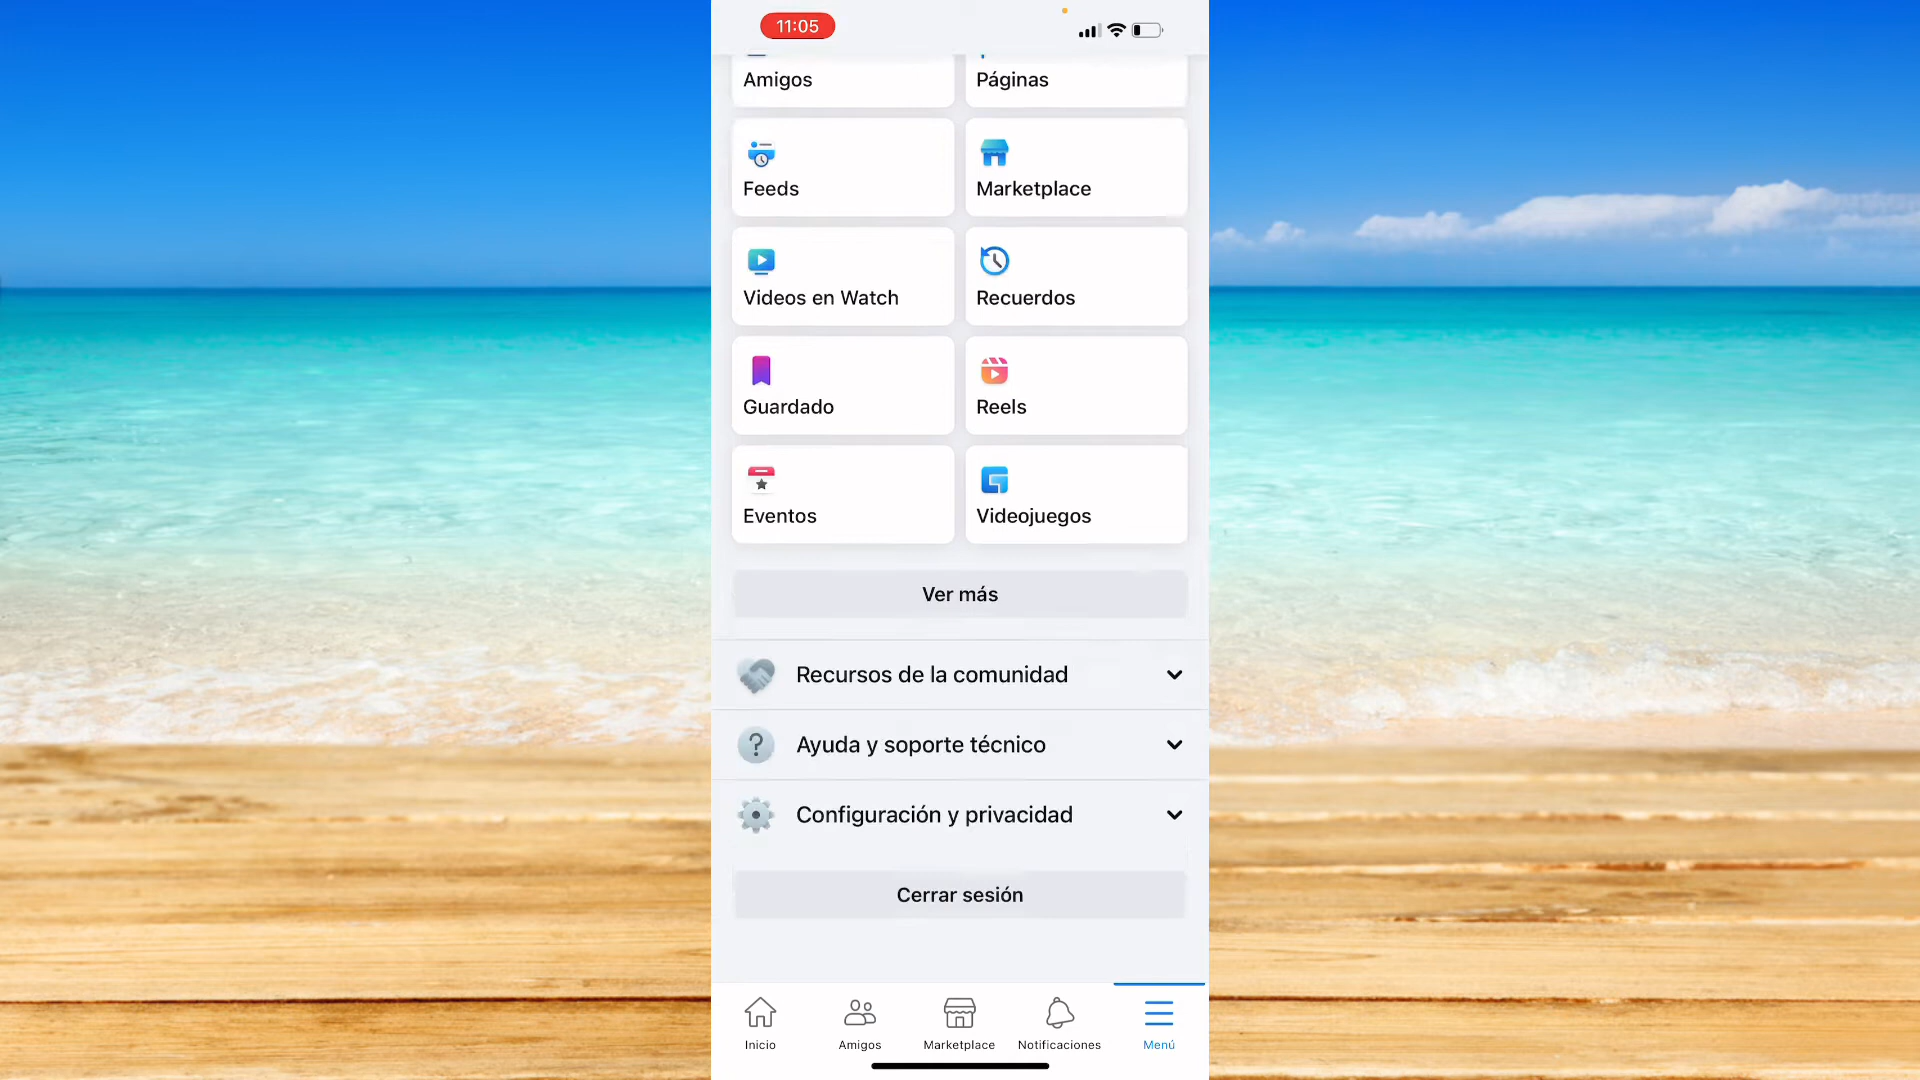 11:05
Amigos
Páginas
Feeds
Marketplace
Videos en Watch
Recuerdos
Guardado
Reels
Eventos
Videojuegos
Ver más
Recursos de la comunidad
Ayuda y soporte técnico
Configuración y privacidad
Cerrar sesión
Inicio
Amigos
Marketplace
Notificaciones
Menú